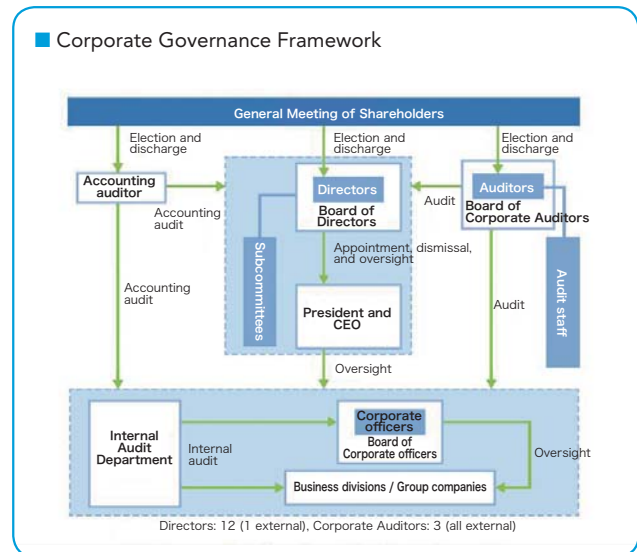 Corporate Governance Framework
General Meeting of Shareholders
Election and
discharge
Election and
discharge
Election and
discharge
Accounting
auditor
Accounting
audit
Directors
Board of
Directors
Audit
Auditors
Board of
Corporate Auditors
Subcommittees
Appointment, dismissal,
and oversight
Audit staff
Accounting
audit
President and
CEO
Audit
Oversight
Internal
Audit
Department
Internal
audit
Corporate
officers
Board of
Corporate officers
Oversight
Business divisions / Group companies
Directors: 12 (1 external), Corporate Auditors: 3 (all external)